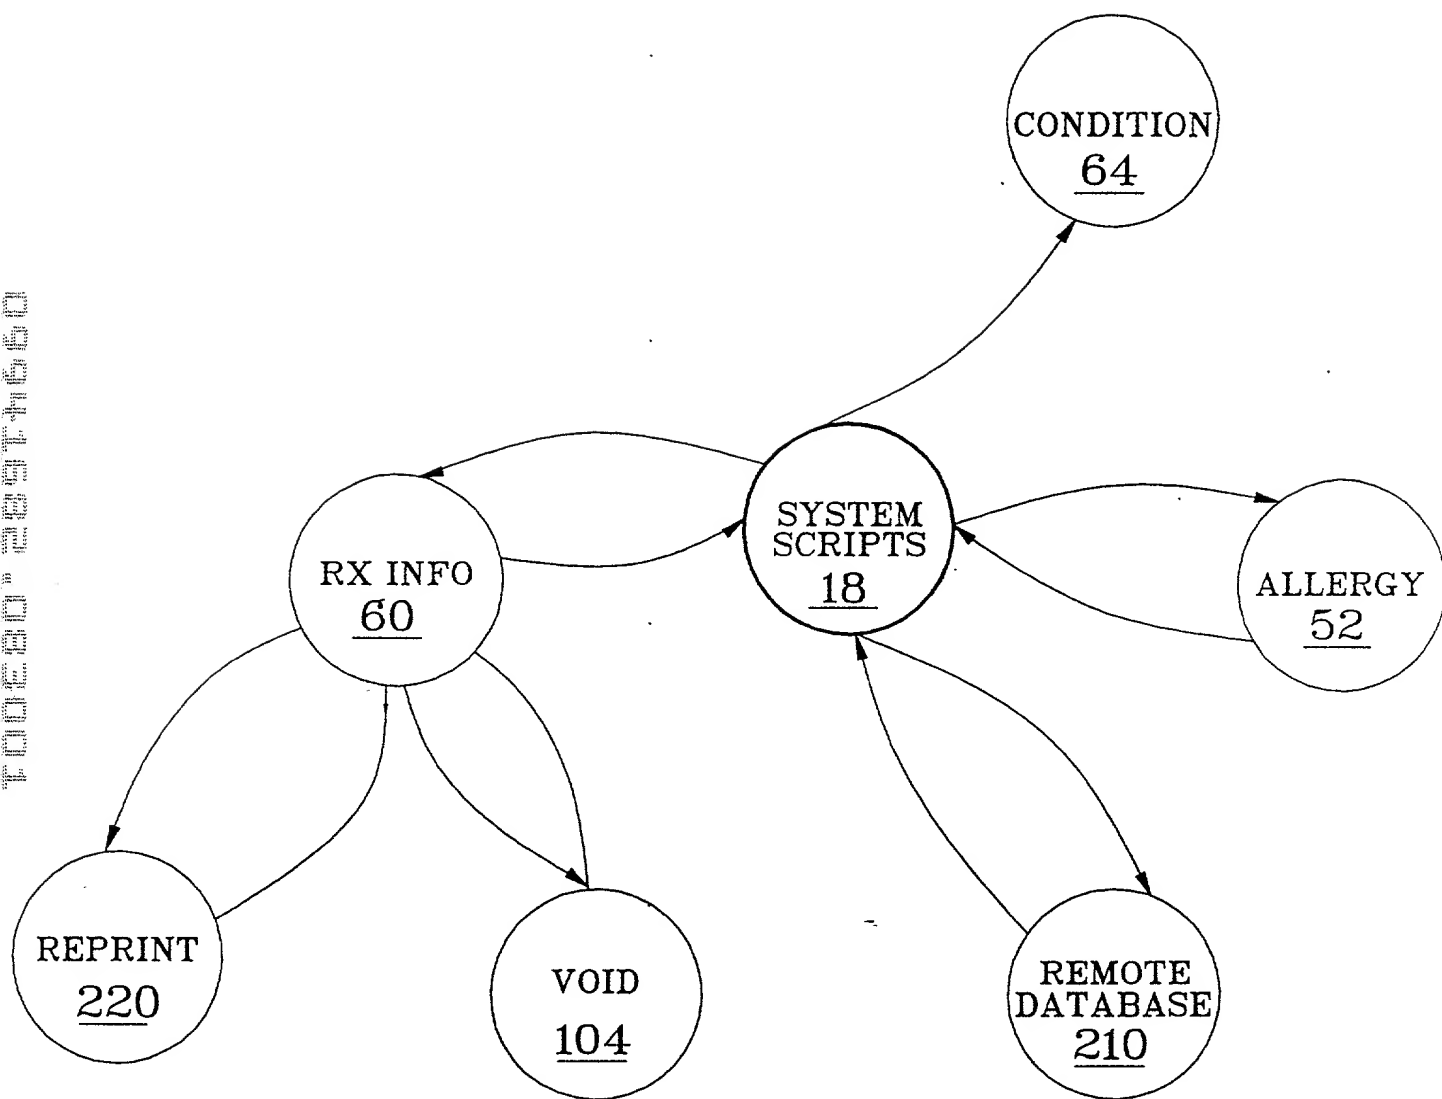 CONDITION
64
SYSTEM
SCRIPTS
18
RX INFO
60
ALLERGY
52
REPRINT
220
VOID
104
REMOTE
DATABASE
210